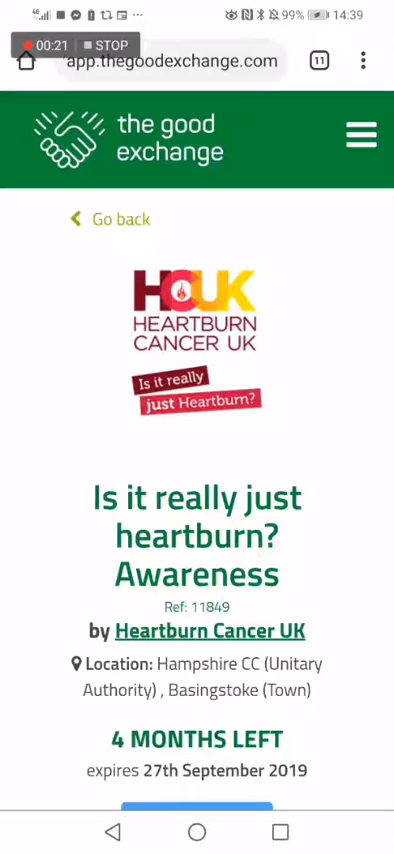 4G 99% 14:39
00:21 STOP
app.thegoodexchange.com 11
the good
exchange
Go back
HCUK
HEARTBURN
CANCER UK
Is it really
just Heartburn?
Is it really just
heartburn?
Awareness
Ref: 11849
by Heartburn Cancer UK
Location: Hampshire CC (Unitary
Authority) , Basingstoke (Town)
4 MONTHS LEFT
expires 27th September 2019